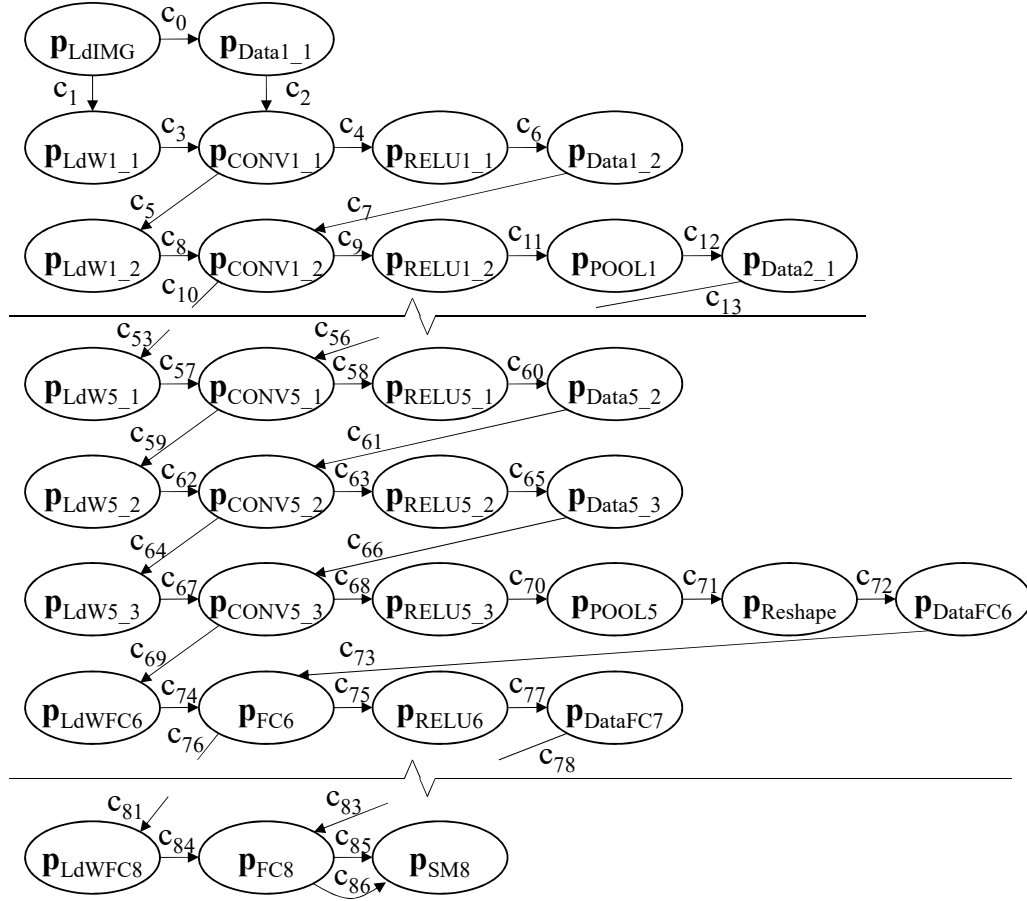 c0
pLdIMG pData1_1
c1 c2
c3 c4 c6
pLdW1_1 pCONV1_1 pRELU1_1 pData1_2
c5 c7
c8 c9 c11 c12
pLdW1_2 pCONV1_2 pRELU1_2 pPOOL1 pData2_1
c10 c13
c53 c56
c57 c58 c60
pLdW5_1 pCONV5_1 pRELU5_1 pData5_2
c59 c61
c62 c63 c65
pLdW5_2 pCONV5_2 pRELU5_2 pData5_3
c64 c66
c67 c68 c70 c71 c72
pLdW5_3 pCONV5_3 pRELU5_3 pPOOL5 pReshape pDataFC6
c69 c73
c74 c75 c77
pLdWFC6 pFC6 pRELU6 pDataFC7
c76 c78
c81 c83
c84 c85
pLdWFC8 pFC8 pSM8
c86